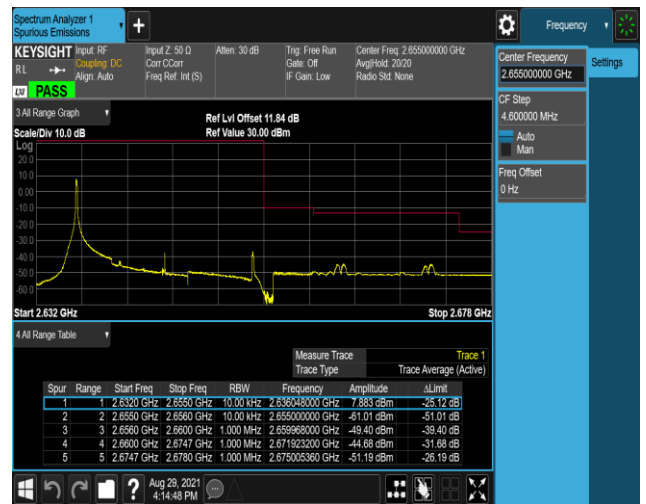 Spectrum Analyzer 1
Spurious Emissions
+
Frequency
KEYSIGHT
RL
Input: RF
Coupling: DC
Align: Auto
Input Z: 50 Ω
Corr CCorr
Freq Ref: Int (S)
Atten: 30 dB
Trig: Free Run
Gate: Off
IF Gain: Low
Center Freq: 2.655000000 GHz
Avg|Hold: 20/20
Radio Std: None
LXI PASS
Center Frequency
2.655000000 GHz
Settings
CF Step
4.600000 MHz
Auto
Man
Freq Offset
0 Hz
3 All Range Graph
Scale/Div 10.0 dB
Ref Lvl Offset 11.84 dB
Ref Value 30.00 dBm
Log
20.0
10.0
0.00
-10.0
-20.0
-30.0
-40.0
-50.0
-60.0
Start 2.632 GHz
Stop 2.678 GHz
4 All Range Table
Measure Trace Trace 1
Trace Type Trace Average (Active)
Spur Range Start Freq Stop Freq RBW Frequency Amplitude ΔLimit
1 1 2.6320 GHz 2.6550 GHz 10.00 kHz 2.636048000 GHz 7.883 dBm -25.12 dB
2 2 2.6550 GHz 2.6560 GHz 10.00 kHz 2.655000000 GHz -61.01 dBm -51.01 dB
3 3 2.6560 GHz 2.6600 GHz 1.000 MHz 2.659968000 GHz -49.40 dBm -39.40 dB
4 4 2.6600 GHz 2.6747 GHz 1.000 MHz 2.671923200 GHz -44.68 dBm -31.68 dB
5 5 2.6747 GHz 2.6780 GHz 1.000 MHz 2.675005360 GHz -51.19 dBm -26.19 dB
?
Aug 29, 2021
4:14:48 PM